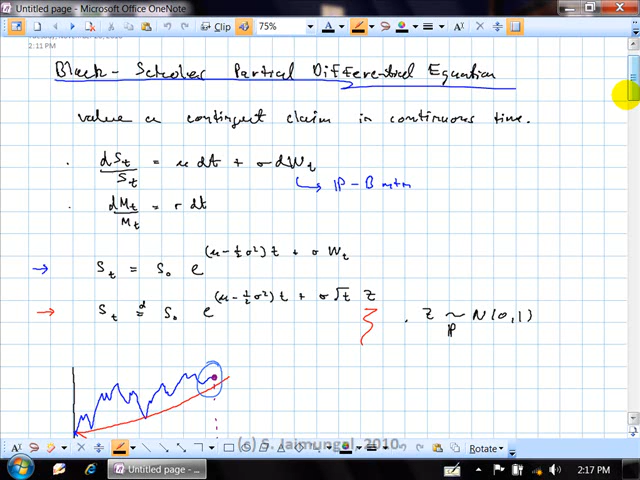 Untitled page - Microsoft Office OneNote
Clip
75%
2:11 PM
Black-Scholes Partial Differential Equation
value a contingent claim in continuous time.
dS_t / S_t = μ dt + σ dW_t
↳ P - B mtn
dM_t / M_t = r dt
→ S_t = S_0 e^{(μ - ½σ²)t + σ W_t}
→ S_t =^d S_0 e^{(μ - ½σ²)t + σ √t Z} . Z ~_P N(0,1)
(c) S. Jaimungal, 2010
Rotate
Untitled page - Micr...
2:17 PM